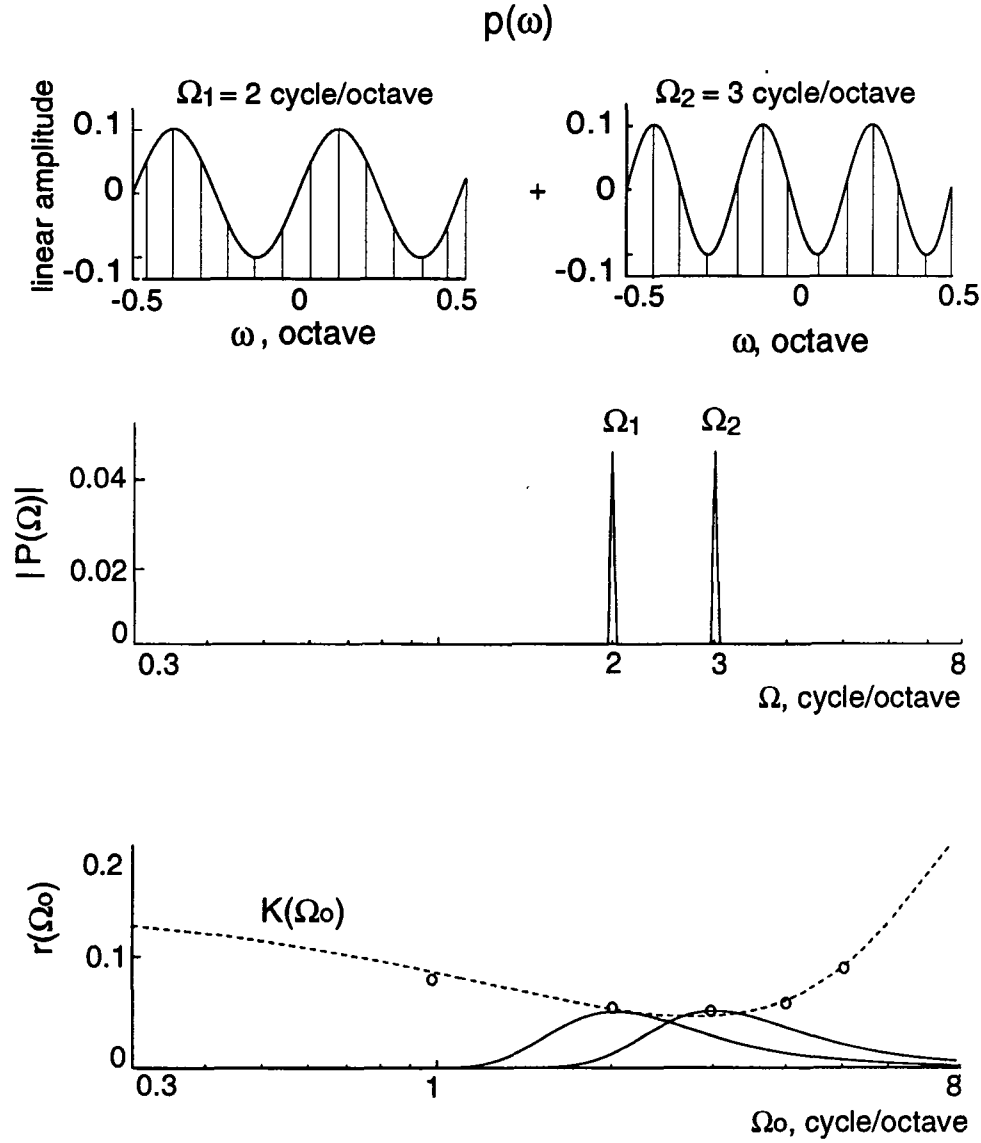 p(ω)
Ω1 = 2 cycle/octave
Ω2 = 3 cycle/octave
linear amplitude
0.1
0
-0.1
-0.5
0
0.5
ω , octave
+
0.1
0
-0.1
-0.5
0
0.5
ω, octave
|P(Ω)|
Ω1
Ω2
0.04
0.02
0
0.3
2
3
8
Ω, cycle/octave
r(Ωo)
0.2
0.1
0
K(Ωo)
0.3
1
8
Ωo, cycle/octave